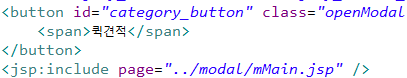 <button id="category_button" class="openModal
<span>퀵견적</span>
</button>
<jsp:include page="../modal/mMain.jsp" />